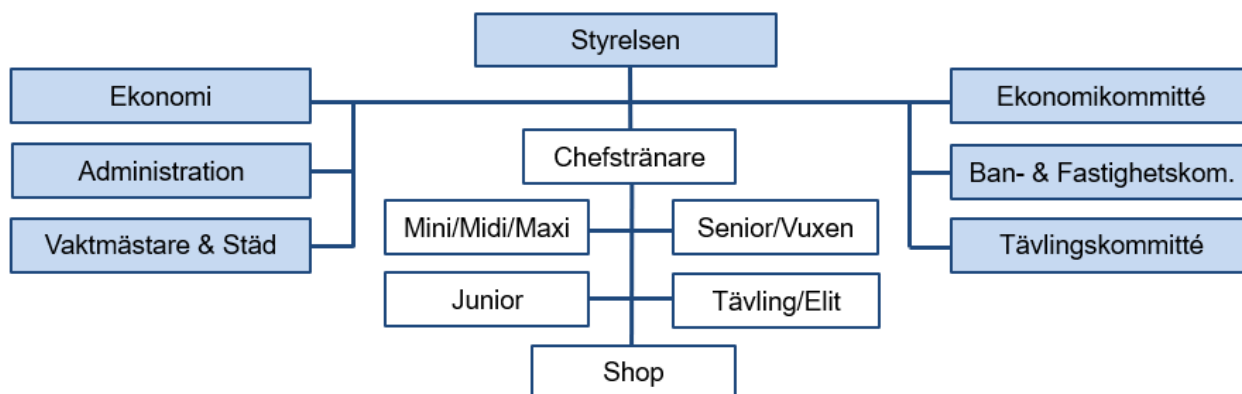 Styrelsen
Ekonomi
Ekonomikommitté
Chefstränare
Administration
Ban- & Fastighetskom.
Mini/Midi/Maxi
Senior/Vuxen
Vaktmästare & Städ
Tävlingskommitté
Junior
Tävling/Elit
Shop